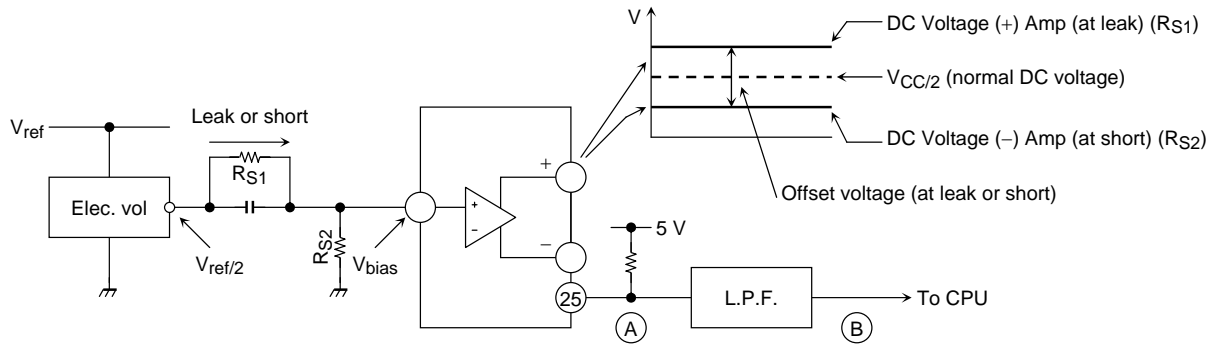 V
DC Voltage (+) Amp (at leak) (RS1)
VCC/2 (normal DC voltage)
DC Voltage (−) Amp (at short) (RS2)
Offset voltage (at leak or short)
Leak or short
Vref
RS1
Elec. vol
Vref/2
RS2
Vbias
+
−
+
−
5 V
25
L.P.F.
To CPU
A
B